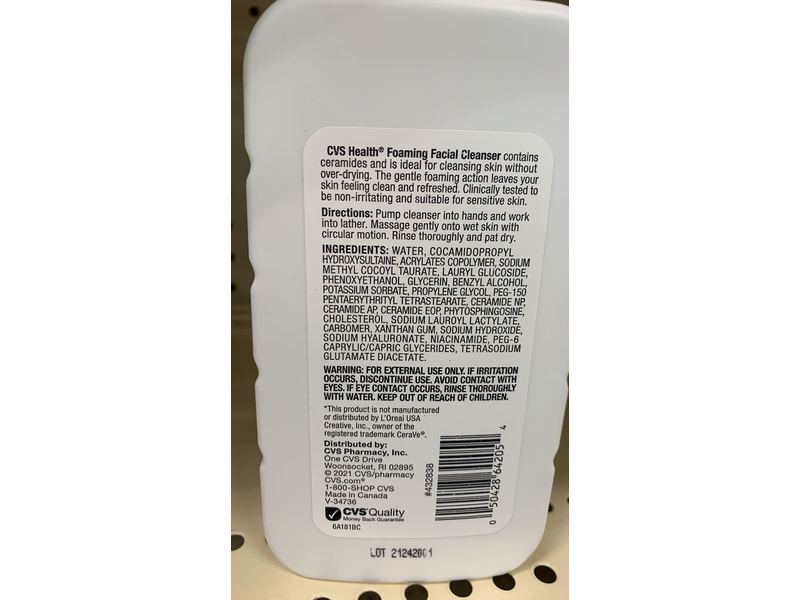 CVS Health® Foaming Facial Cleanser contains
ceramides and is ideal for cleansing skin without
over-drying. The gentle foaming action leaves your
skin feeling clean and refreshed. Clinically tested to
be non-irritating and suitable for sensitive skin.
Directions: Pump cleanser into hands and work
into lather. Massage gently onto wet skin with
circular motion. Rinse thoroughly and pat dry.
INGREDIENTS: WATER, COCAMIDOPROPYL
HYDROXYSULTAINE, ACRYLATES COPOLYMER, SODIUM
METHYL COCOYL TAURATE, LAURYL GLUCOSIDE,
PHENOXYETHANOL, GLYCERIN, BENZYL ALCOHOL,
POTASSIUM SORBATE, PROPYLENE GLYCOL, PEG-150
PENTAERYTHRITYL TETRASTEARATE, CERAMIDE NP,
CERAMIDE AP, CERAMIDE EOP, PHYTOSPHINGOSINE,
CHOLESTEROL, SODIUM LAUROYL LACTYLATE,
CARBOMER, XANTHAN GUM, SODIUM HYDROXIDE,
SODIUM HYALURONATE, NIACINAMIDE, PEG-6
CAPRYLIC/CAPRIC GLYCERIDES, TETRASODIUM
GLUTAMATE DIACETATE.
WARNING: FOR EXTERNAL USE ONLY. IF IRRITATION
OCCURS, DISCONTINUE USE. AVOID CONTACT WITH
EYES. IF EYE CONTACT OCCURS, RINSE THOROUGHLY
WITH WATER. KEEP OUT OF REACH OF CHILDREN.
*This product is not manufactured
or distributed by L'Oreal USA
Creative, Inc., owner of the
registered trademark CeraVe®.
Distributed by:
CVS Pharmacy, Inc.
One CVS Drive
Woonsocket, RI 02895
© 2021 CVS/pharmacy
CVS.com®
1-800-SHOP CVS
Made in Canada
V-34736
CVS Quality
Money Back Guarantee
6A181BC
#432838
0 50428 64205 4
LOT 21242001